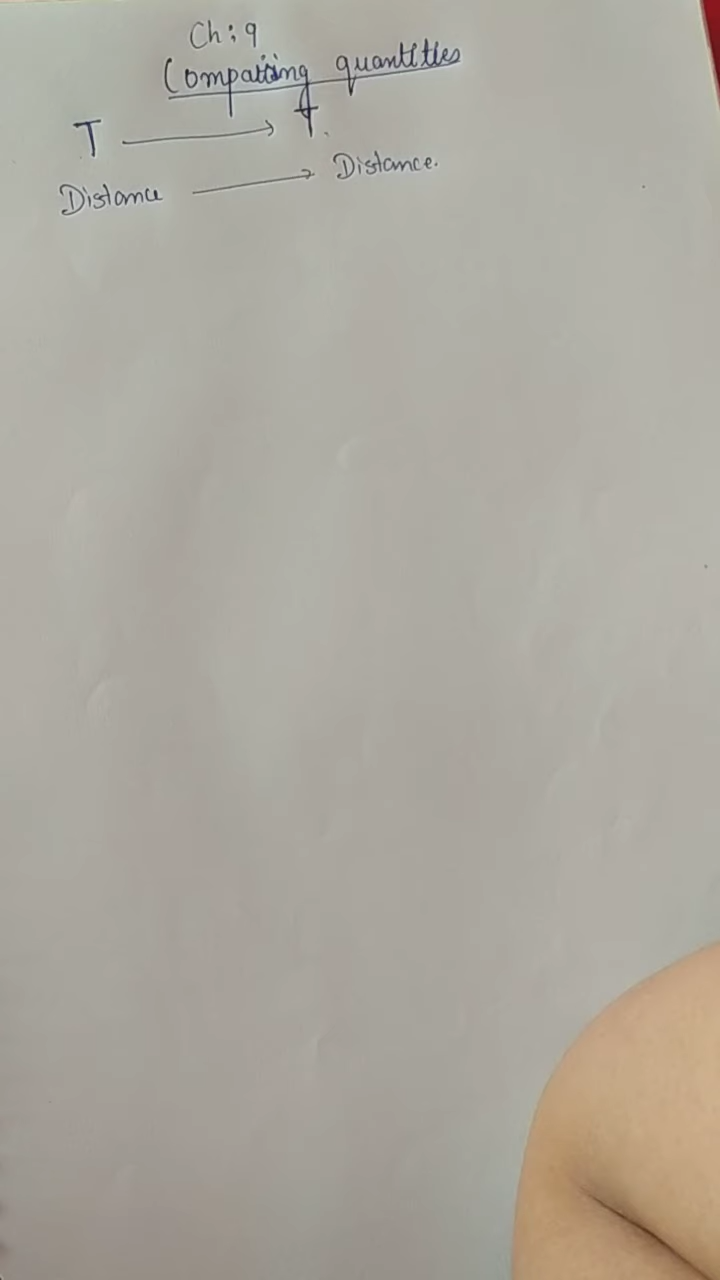 Ch: 9
Comparing quantities
T → T.
Distance → Distance.